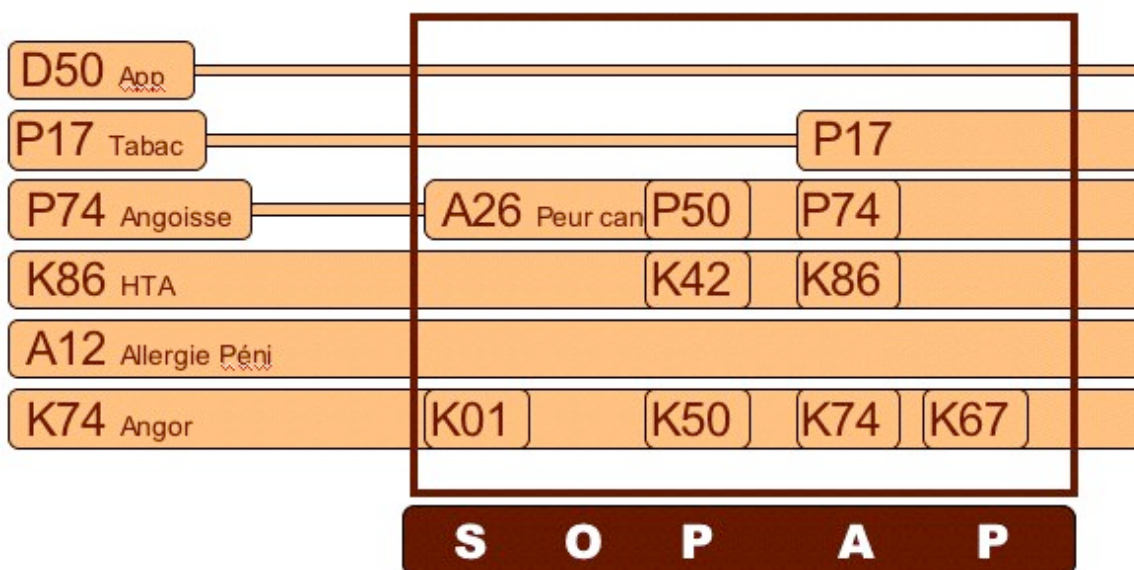 D50 App
P17 Tabac P17
P74 Angoisse A26 Peur can P50 P74
K86 HTA K42 K86
A12 Allergie Péni
K74 Angor K01 K50 K74 K67
S O P A P